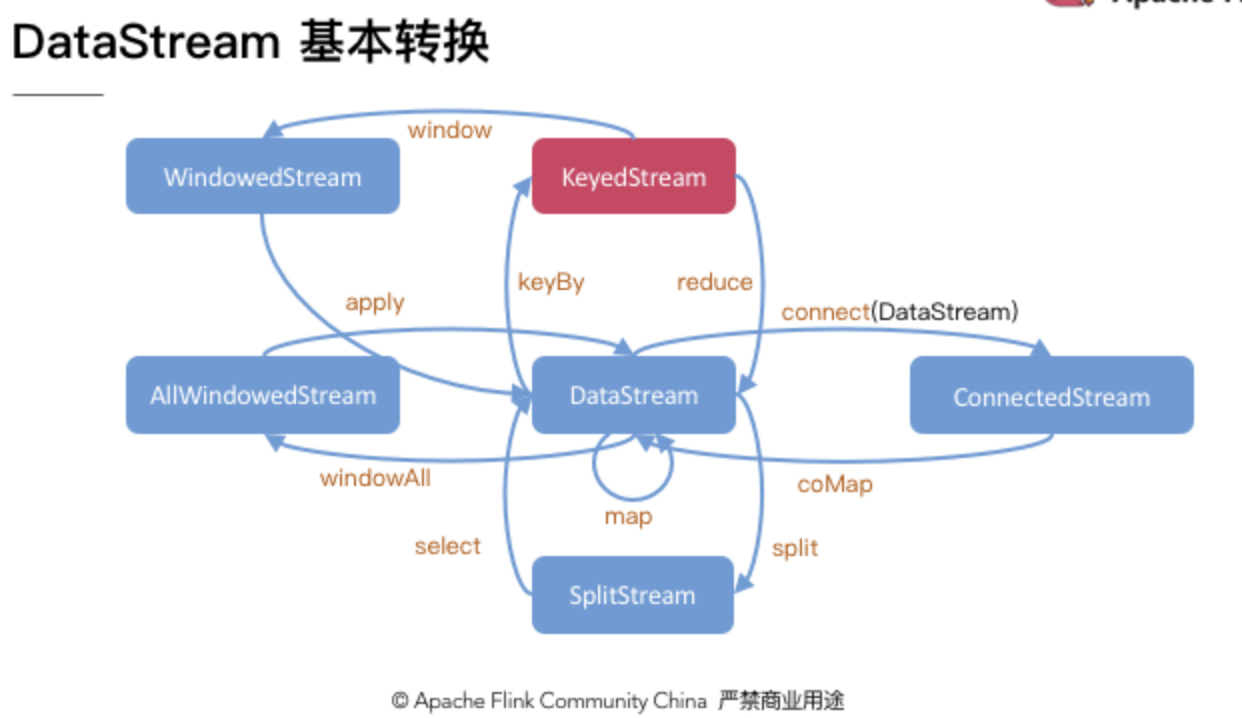 Apache
DataStream 基本转换
window
WindowedStream
KeyedStream
keyBy
reduce
apply
connect(DataStream)
AllWindowedStream
DataStream
ConnectedStream
windowAll
coMap
map
select
split
SplitStream
© Apache Flink Community China 严禁商业用途